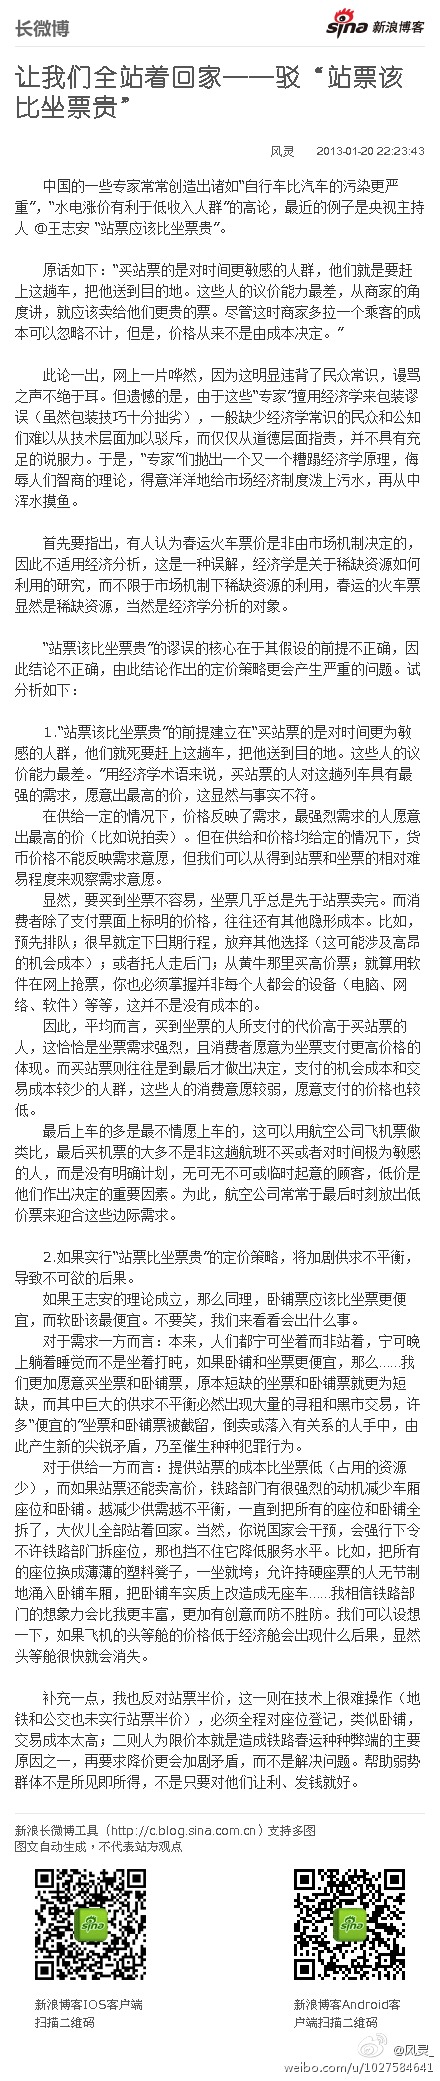 长微博
sina 新浪博客
让我们全站着回家——驳“站票该
比坐票贵”
风灵 2013-01-20 22:23:43
中国的一些专家常常创造出诸如“自行车比汽车的污染更严
重”，“水电涨价有利于低收入人群”的高论，最近的例子是央视主持
人 @王志安 “站票应该比坐票贵”。
原话如下：“买站票的是对时间更敏感的人群，他们就是要赶
上这趟车，把他送到目的地。这些人的议价能力最差，从商家的角
度讲，就应该卖给他们更贵的票。尽管这时商家多拉一个乘客的成
本可以忽略不计，但是，价格从来不是由成本决定。”
此论一出，网上一片哗然，因为这明显违背了民众常识，谩骂
之声不绝于耳。但遗憾的是，由于这些“专家”擅用经济学来包装谬
误（虽然包装技巧十分拙劣），一般缺少经济学常识的民众和公知
们难以从技术层面加以驳斥，而仅仅从道德层面指责，并不具有充
足的说服力。于是，“专家”们抛出一个又一个糟蹋经济学原理，侮
辱人们智商的理论，得意洋洋地给市场经济制度泼上污水，再从中
浑水摸鱼。
首先要指出，有人认为春运火车票价是非由市场机制决定的，
因此不适用经济分析，这是一种误解，经济学是关于稀缺资源如何
利用的研究，而不限于市场机制下稀缺资源的利用，春运的火车票
显然是稀缺资源，当然是经济学分析的对象。
“站票该比坐票贵”的谬误的核心在于其假设的前提不正确，因
此结论不正确，由此结论作出的定价策略更会产生严重的问题。试
分析如下：
1.“站票该比坐票贵”的前提建立在“买站票的是对时间更为敏
感的人群，他们就死要赶上这趟车，把他送到目的地。这些人的议
价能力最差。”用经济学术语来说，买站票的人对这趟列车具有最
强的需求，愿意出最高的价，这显然与事实不符。
在供给一定的情况下，价格反映了需求，最强烈需求的人愿意
出最高的价（比如说拍卖）。但在供给和价格均给定的情况下，货
币价格不能反映需求意愿，但我们可以从得到站票和坐票的相对难
易程度来观察需求意愿。
显然，要买到坐票不容易，坐票几乎总是先于站票卖完。而消
费者除了支付票面上标明的价格，往往还有其他隐形成本。比如，
预先排队；很早就定下日期行程，放弃其他选择（这可能涉及高昂
的机会成本）；或者托人走后门；从黄牛那里买高价票；就算用软
件在网上抢票，你也必须掌握并非每个人都会的设备（电脑、网
络、软件）等等，这并不是没有成本的。
因此，平均而言，买到坐票的人所支付的代价高于买站票的
人，这恰恰是坐票需求强烈，且消费者愿意为坐票支付更高价格的
体现。而买站票则往往是到最后才做出决定，支付的机会成本和交
易成本较少的人群，这些人的消费意愿较弱，愿意支付的价格也较
低。
最后上车的多是最不情愿上车的，这可以用航空公司飞机票做
类比，最后买机票的大多不是非这趟航班不买或者对时间极为敏感
的人，而是没有明确计划，无可无不可或临时起意的顾客，低价是
他们作出决定的重要因素。为此，航空公司常常于最后时刻放出低
价票来迎合这些边际需求。
2.如果实行“站票比坐票贵”的定价策略，将加剧供求不平衡，
导致不可欲的后果。
如果王志安的理论成立，那么同理，卧铺票应该比坐票更便
宜，而软卧该最便宜。不要笑，我们来看看会出什么事。
对于需求一方而言：本来，人们都宁可坐着而非站着，宁可晚
上躺着睡觉而不是坐着打盹，如果卧铺和坐票更便宜，那么……我
们更加愿意买坐票和卧铺票，原本短缺的坐票和卧铺票就更为短
缺，而其中巨大的供求不平衡必然出现大量的寻租和黑市交易，许
多“便宜的”坐票和卧铺票被截留，倒卖或落入有关系的人手中，由
此产生新的尖锐矛盾，乃至催生种种犯罪行为。
对于供给一方而言：提供站票的成本比坐票低（占用的资源
少），而如果站票还能卖高价，铁路部门有很强烈的动机减少车厢
座位和卧铺。越减少供需越不平衡，一直到把所有的座位和卧铺全
拆了，大伙儿全部站着回家。当然，你说国家会干预，会强行下令
不许铁路部门拆座位，那也挡不住它降低服务水平。比如，把所有
的座位换成薄薄的塑料凳子，一坐就垮；允许持硬座票的人无节制
地涌入卧铺车厢，把卧铺车实质上改造成无座车……我相信铁路部
门的想象力会比我更丰富，更加有创意而防不胜防。我们可以设想
一下，如果飞机的头等舱的价格低于经济舱会出现什么后果，显然
头等舱很快就会消失。
补充一点，我也反对站票半价，这一则在技术上很难操作（地
铁和公交也未实行站票半价），必须全程对座位登记，类似卧铺，
交易成本太高；二则人为限价本就是造成铁路春运种种弊端的主要
原因之一，再要求降价更会加剧矛盾，而不是解决问题。帮助弱势
群体不是所见即所得，不是只要对他们让利、发钱就好。
新浪长微博工具（http://c.blog.sina.com.cn）支持多图
图文自动生成，不代表站方观点
sina
sina
新浪博客IOS客户端
扫描二维码
新浪博客Android客
户端扫描二维码
@风灵_
weibo.com/u/1027584641